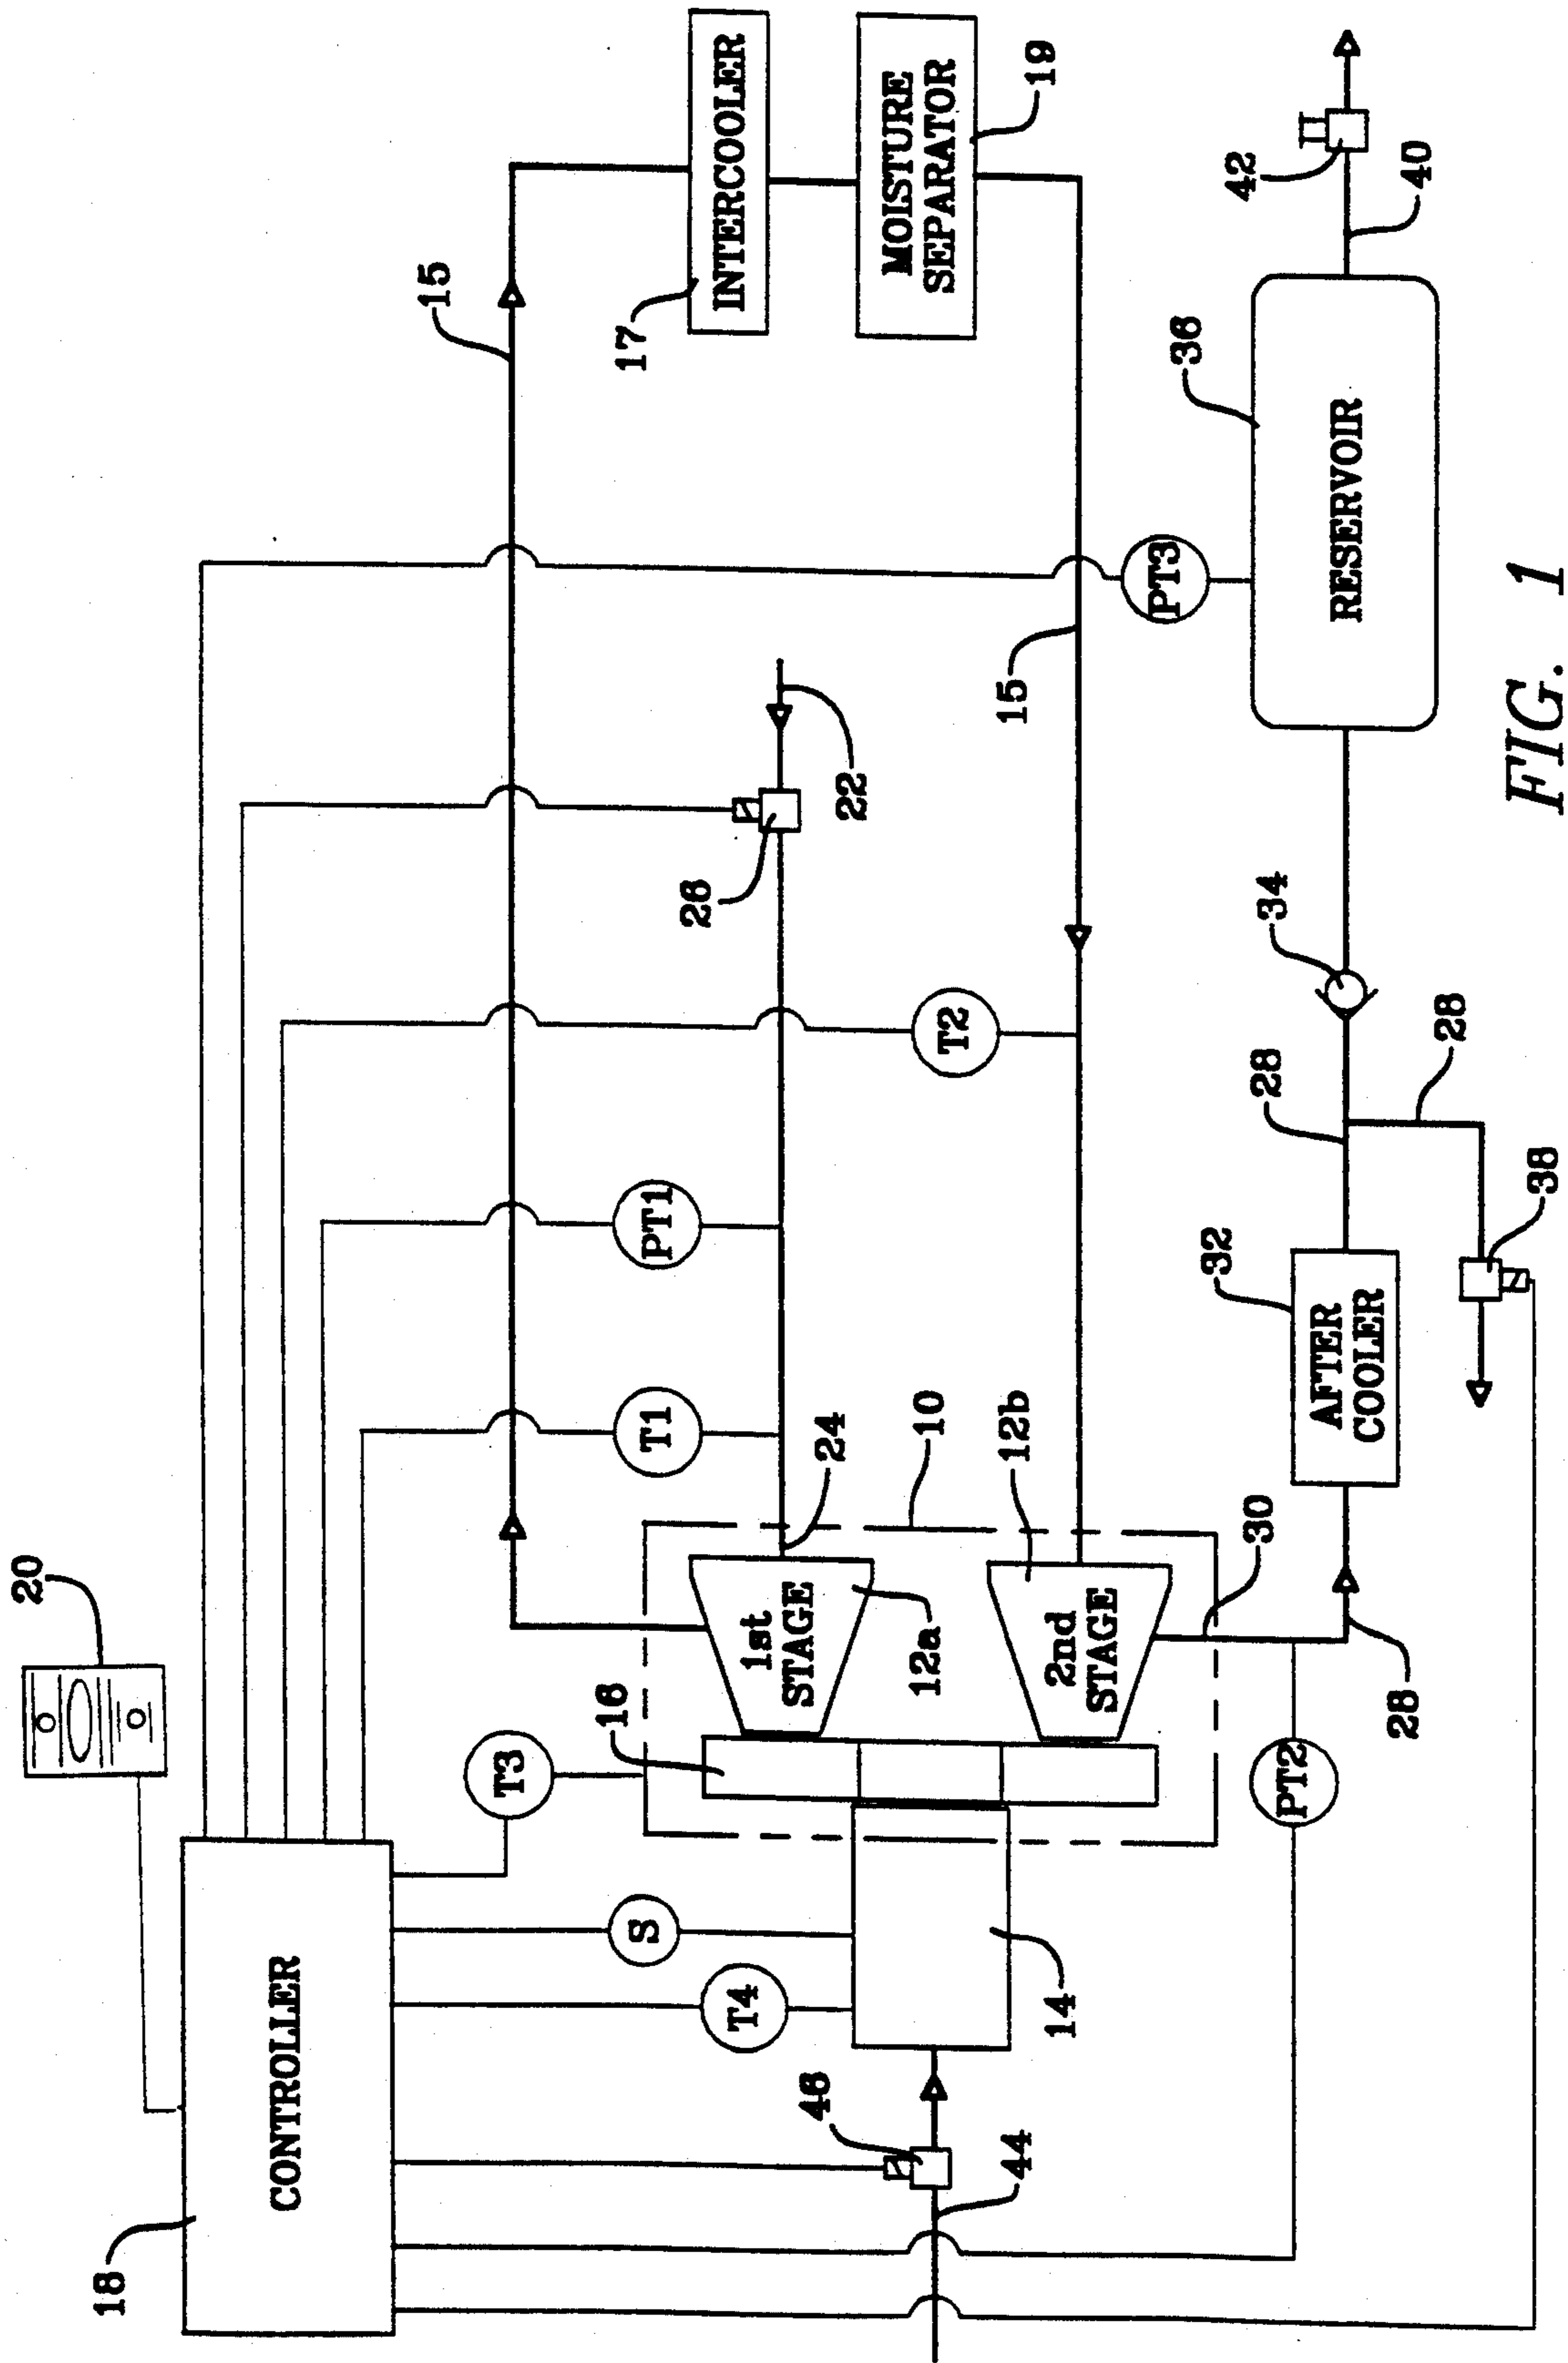 20
18
CONTROLLER
T3
S
T4
46
44
14
16
1st
STAGE
12a
2nd
STAGE
12b
10
24
T1
PT1
T2
26
22
15
15
17
INTERCOOLER
MOISTURE
SEPARATOR
19
PT3
PT2
30
28
AFTER
COOLER
32
28
28
38
34
36
RESERVOIR
42
40
FIG. 1